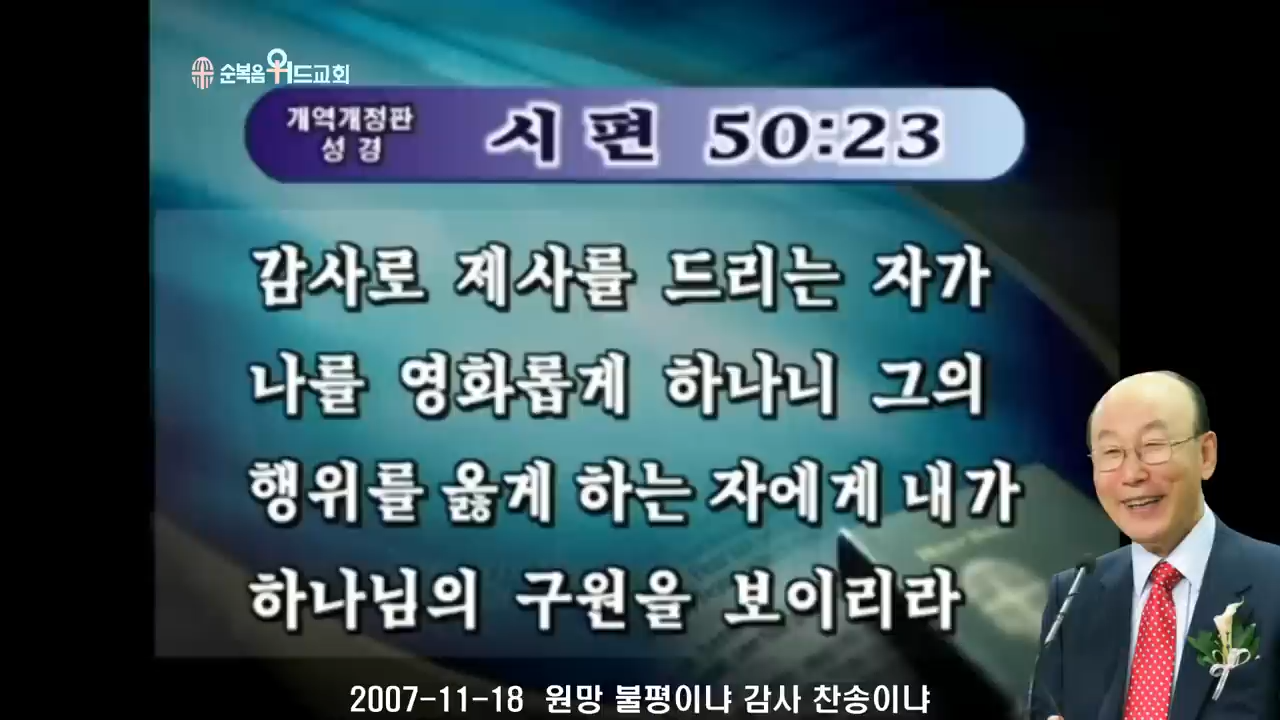 순복음워드교회
개역개정판
성경
시편 50:23
감사로 제사를 드리는 자가
나를 영화롭게 하나니 그의
행위를 옳게 하는 자에게 내가
하나님의 구원을 보이리라
2007-11-18 원망 불평이냐 감사 찬송이냐